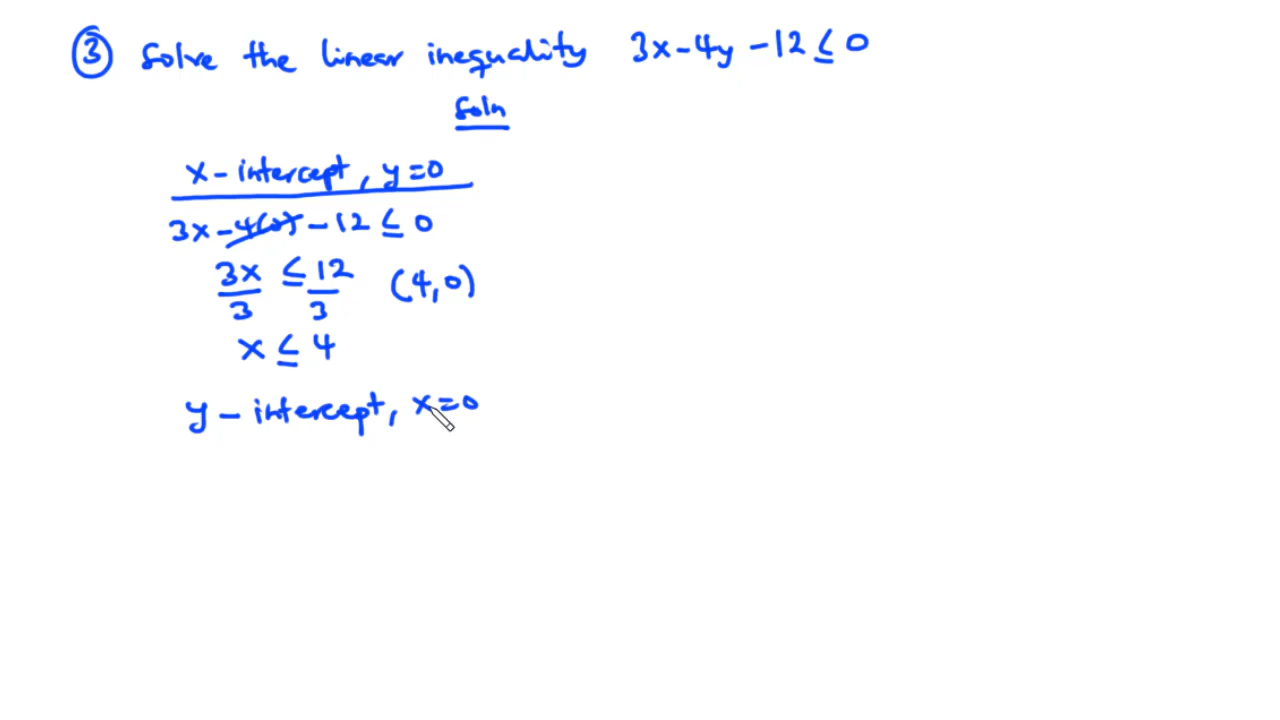 ③ Solve the linear inequality 3x - 4y - 12 ≤ 0
Soln
x - intercept, y = 0
3x - 4(0) - 12 ≤ 0
3x/3 ≤ 12/3 (4, 0)
x ≤ 4
y - intercept, x = 0